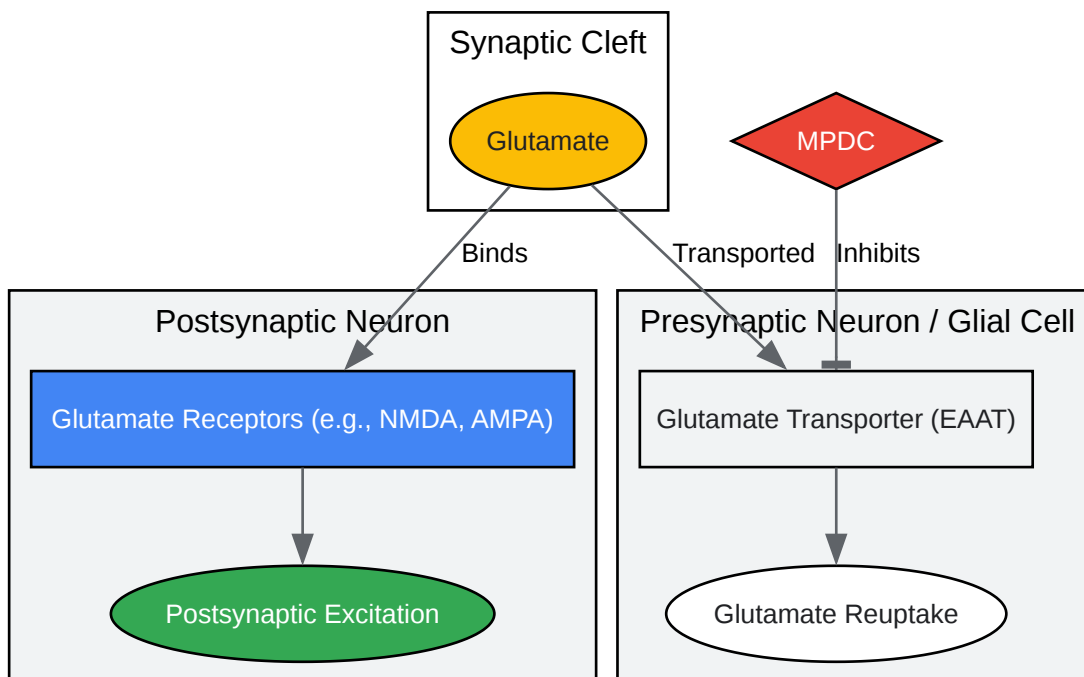 Synaptic Cleft
Glutamate
MPDC
Binds
Transported
Inhibits
Postsynaptic Neuron
Presynaptic Neuron / Glial Cell
Glutamate Receptors (e.g., NMDA, AMPA)
Glutamate Transporter (EAAT)
Postsynaptic Excitation
Glutamate Reuptake